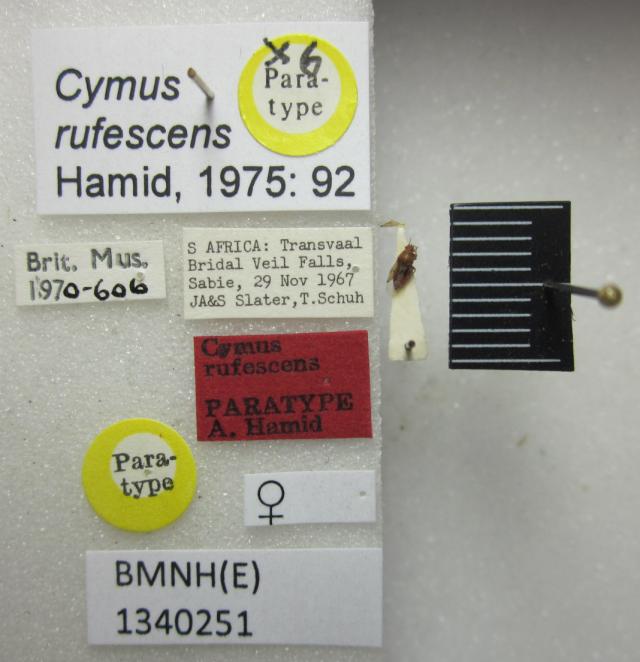 Cymus
rufescens
Hamid, 1975: 92
X6
Para-
type
Brit. Mus.
1970-606
S AFRICA: Transvaal
Bridal Veil Falls,
Sabie, 29 Nov 1967
JA&S Slater,T.Schuh
Cymus
rufescens
PARATYPE
A. Hamid
Para-
type
♀
BMNH(E)
1340251